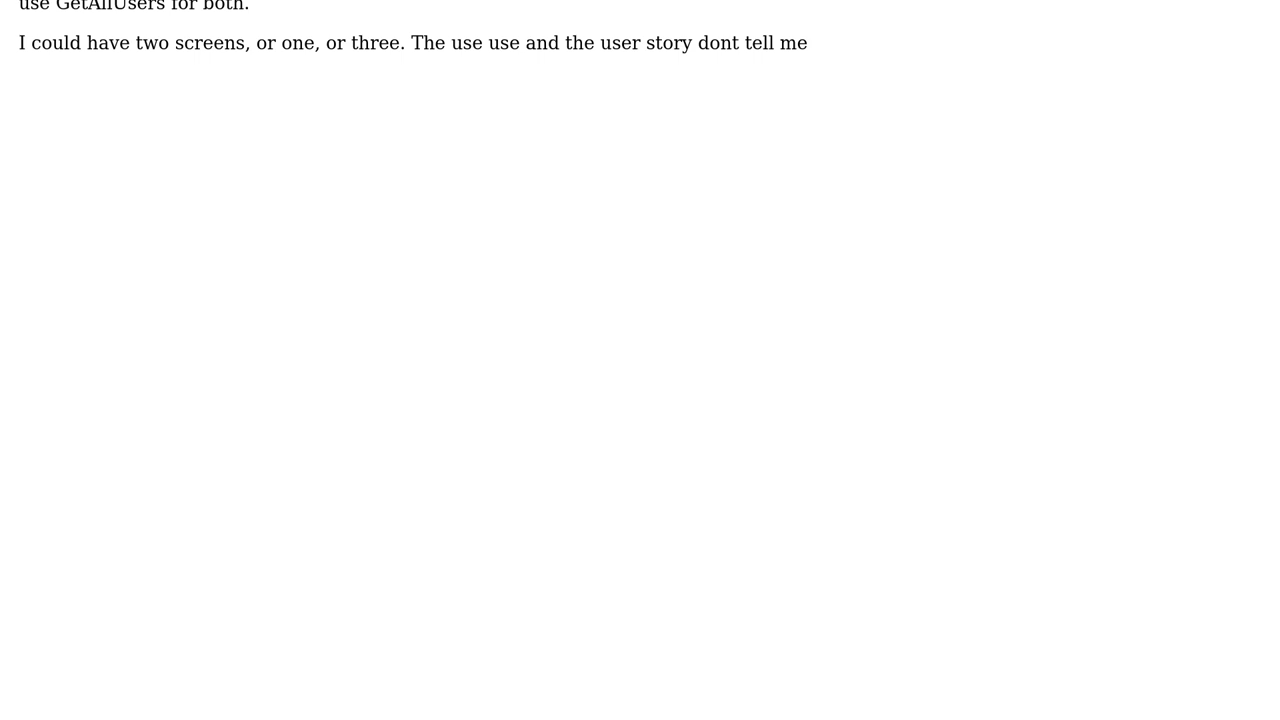 use GetAllUsers for both.
I could have two screens, or one, or three. The use use and the user story dont tell me